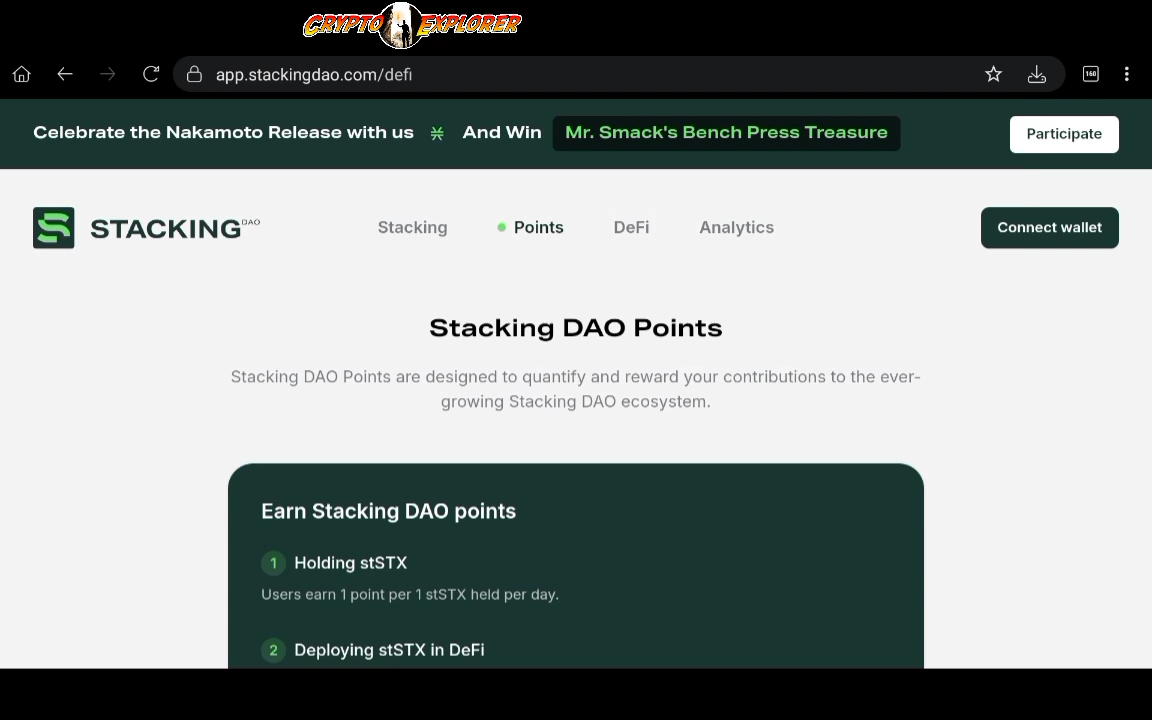 CRYPTO EXPLORER
app.stackingdao.com/defi
160
Celebrate the Nakamoto Release with us And Win Mr. Smack's Bench Press Treasure Participate
STACKING DAO Stacking Points DeFi Analytics Connect wallet
Stacking DAO Points
Stacking DAO Points are designed to quantify and reward your contributions to the ever-
growing Stacking DAO ecosystem.
Earn Stacking DAO points
1 Holding stSTX
Users earn 1 point per 1 stSTX held per day.
2 Deploying stSTX in DeFi